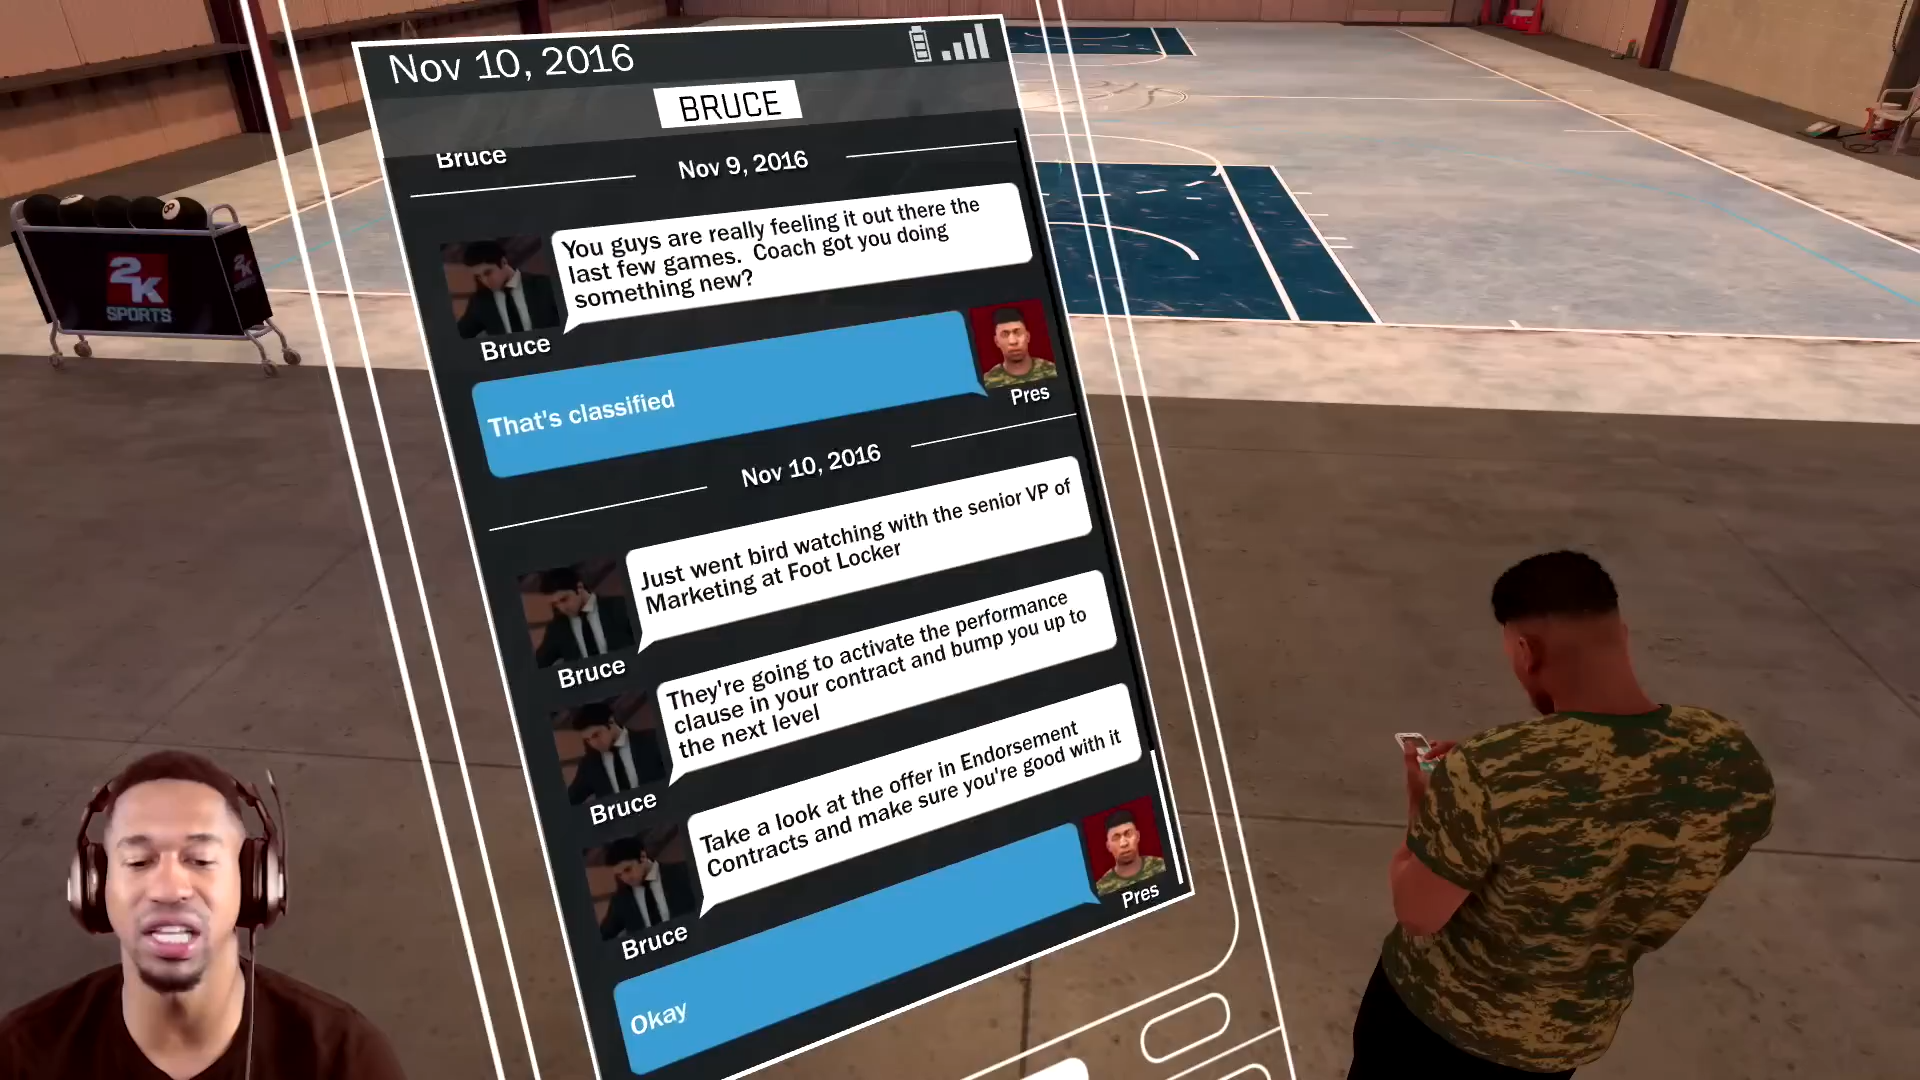 Nov 10, 2016
BRUCE
Bruce
Nov 9, 2016
You guys are really feeling it out there the
last few games.  Coach got you doing
something new?
Bruce
That's classified
Pres
Nov 10, 2016
Just went bird watching with the senior VP of
Marketing at Foot Locker
Bruce
They're going to activate the performance
clause in your contract and bump you up to
the next level
Bruce
Take a look at the offer in Endorsement
Contracts and make sure you're good with it
Bruce
Okay
Pres
2K
SPORTS
2K
8